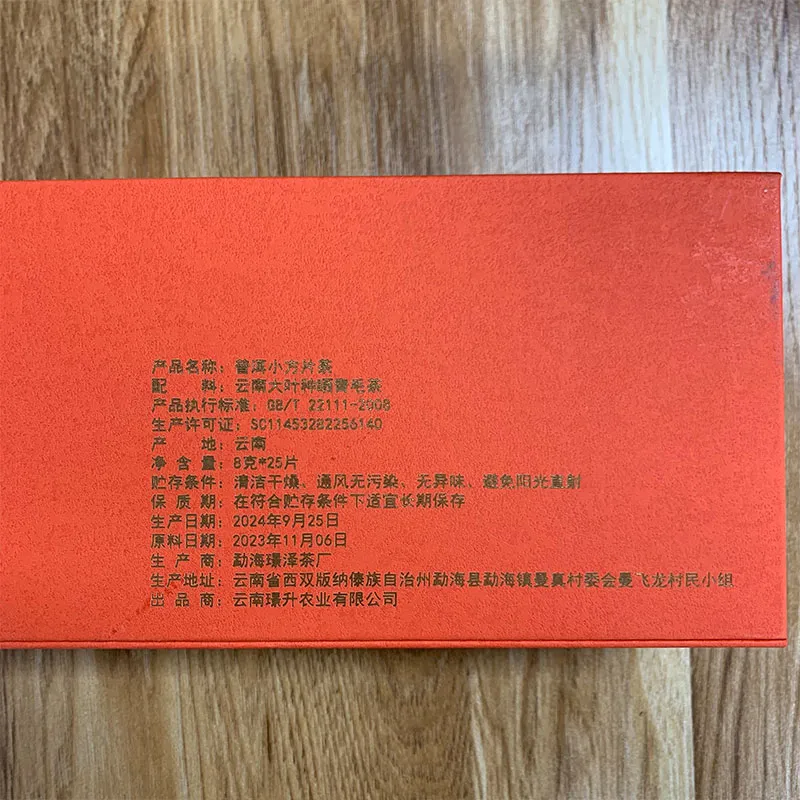 产品名称：普洱小方片茶
配　　料：云南大叶种晒青毛茶
产品执行标准：GB/T 22111-2008
生产许可证：SC11453282256140
产　　地：云南
净 含 量：8克*25片
贮存条件：清洁干燥、通风无污染、无异味、避免阳光直射
保 质 期：在符合贮存条件下适宜长期保存
生产日期：2024年9月25日
原料日期：2023年11月06日
生 产 商：勐海璟泽茶厂
生产地址：云南省西双版纳傣族自治州勐海县勐海镇曼真村委会曼飞龙村民小组
出 品 商：云南璟升农业有限公司